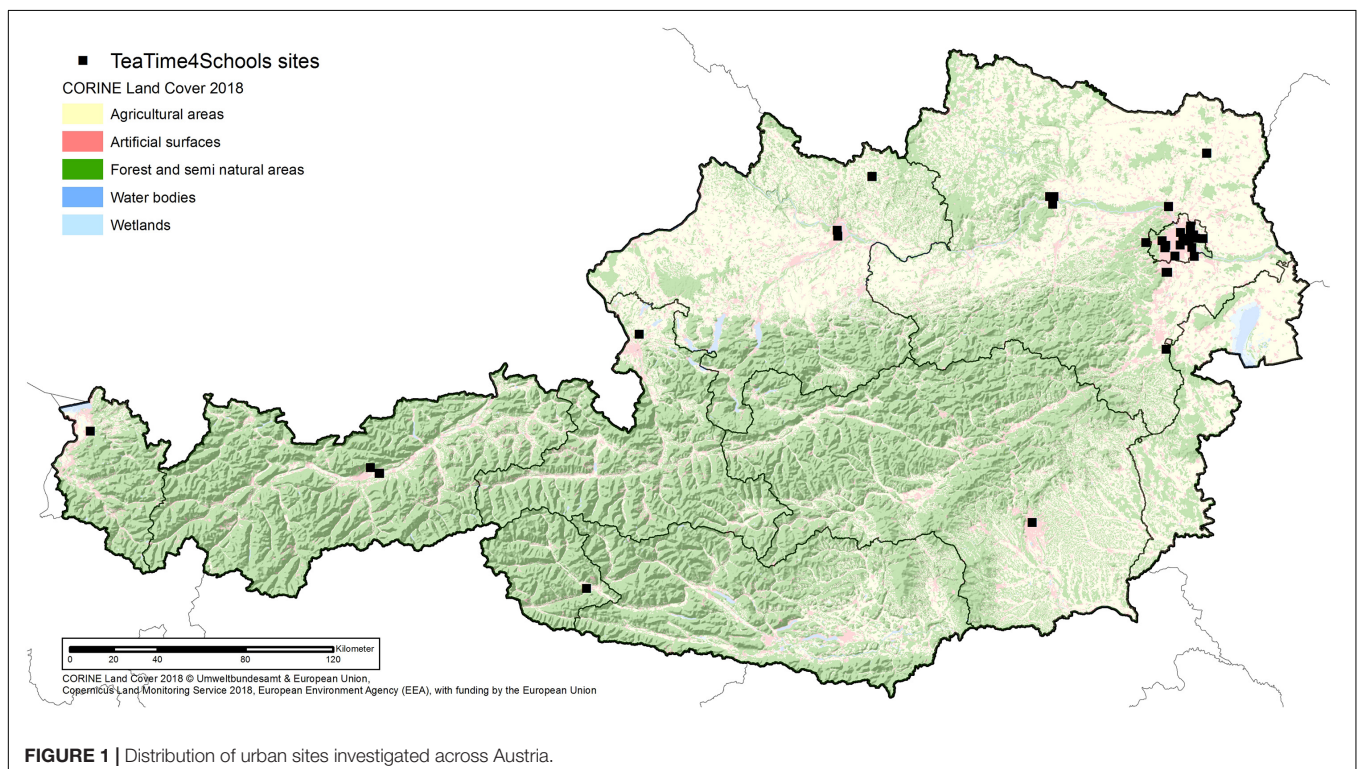 TeaTime4Schools sites
CORINE Land Cover 2018
Agricultural areas
Artificial surfaces
Forest and semi natural areas
Water bodies
Wetlands
Kilometer
0 20 40 80 120
CORINE Land Cover 2018 © Umweltbundesamt & European Union,
Copernicus Land Monitoring Service 2018, European Environment Agency (EEA), with funding by the European Union
FIGURE 1 | Distribution of urban sites investigated across Austria.